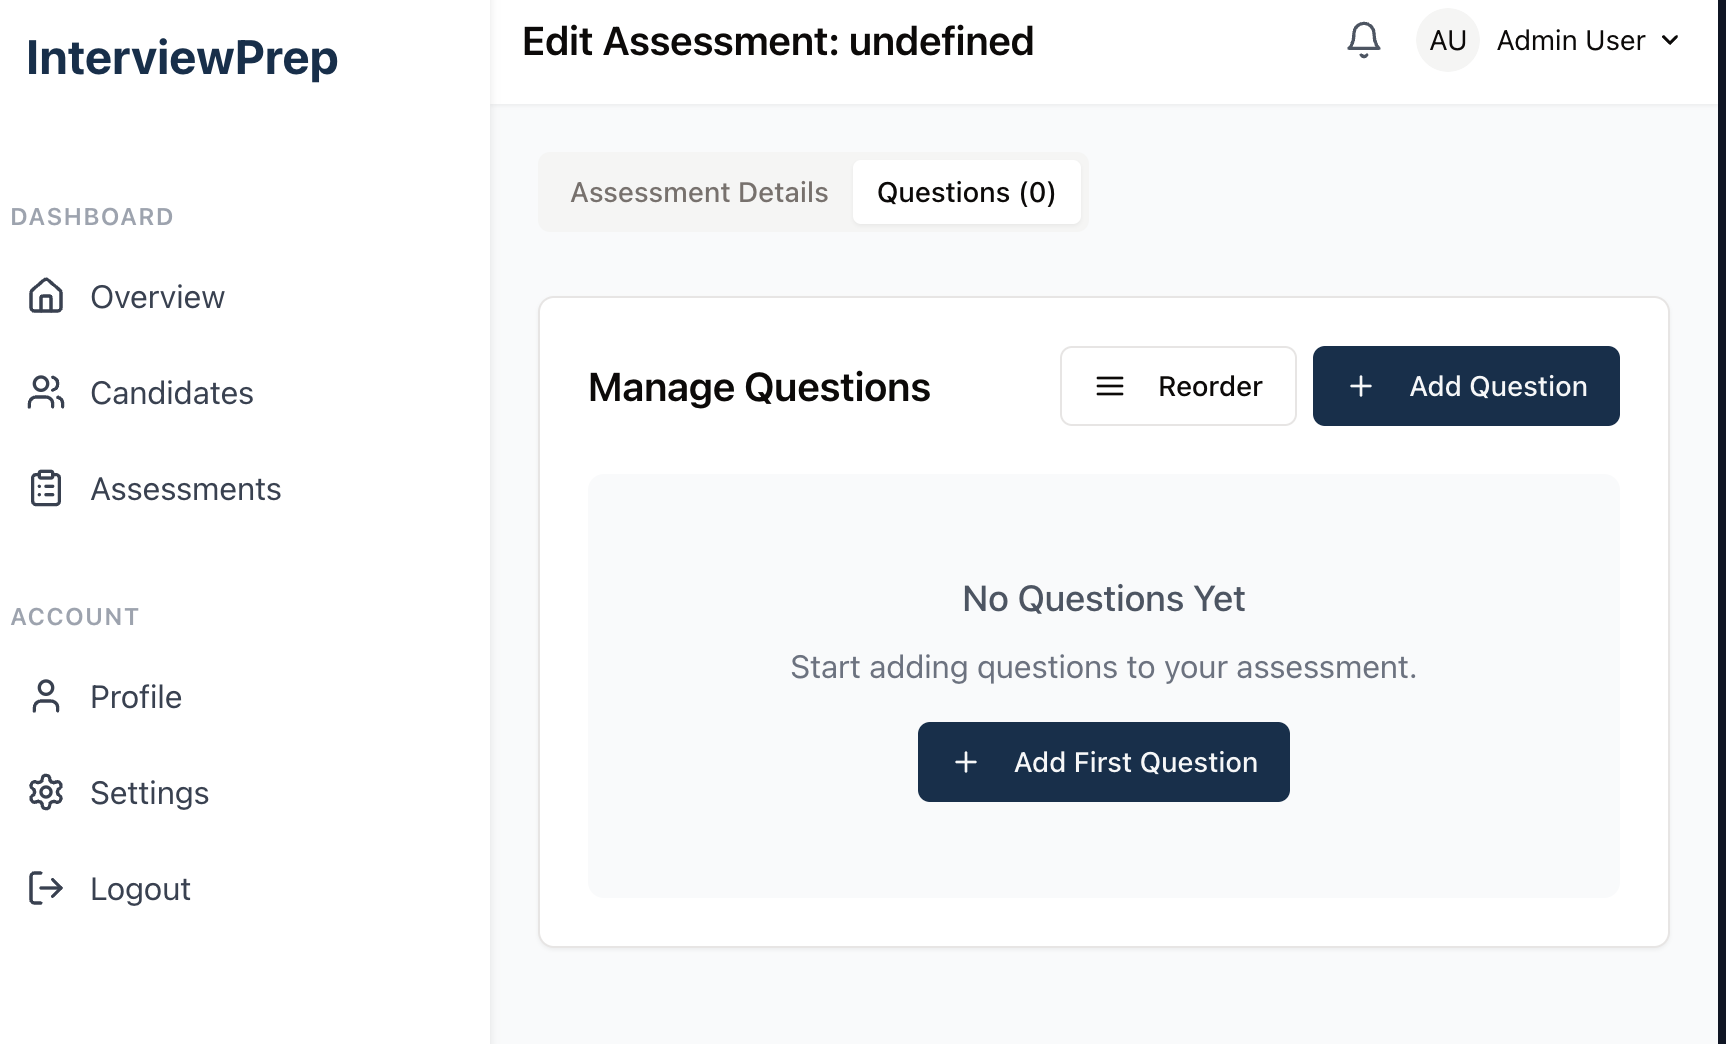 InterviewPrep
DASHBOARD
Overview
Candidates
Assessments
ACCOUNT
Profile
Settings
Logout
Edit Assessment: undefined
AU Admin User
Assessment Details Questions (0)
Manage Questions Reorder Add Question
No Questions Yet
Start adding questions to your assessment.
Add First Question